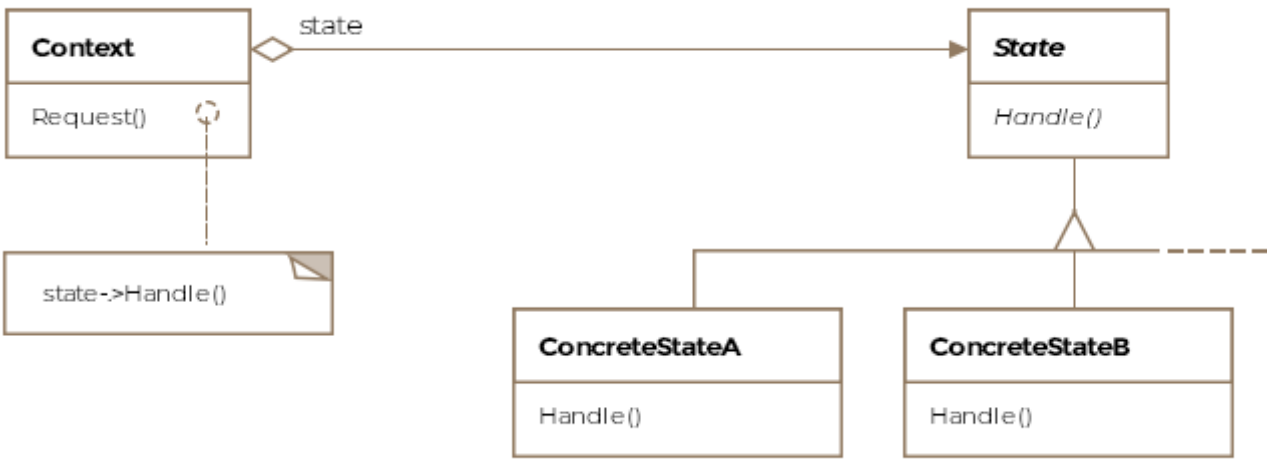 state
Context
State
Request()
Handle()
state->Handle()
ConcreteStateA
ConcreteStateB
Handle()
Handle()